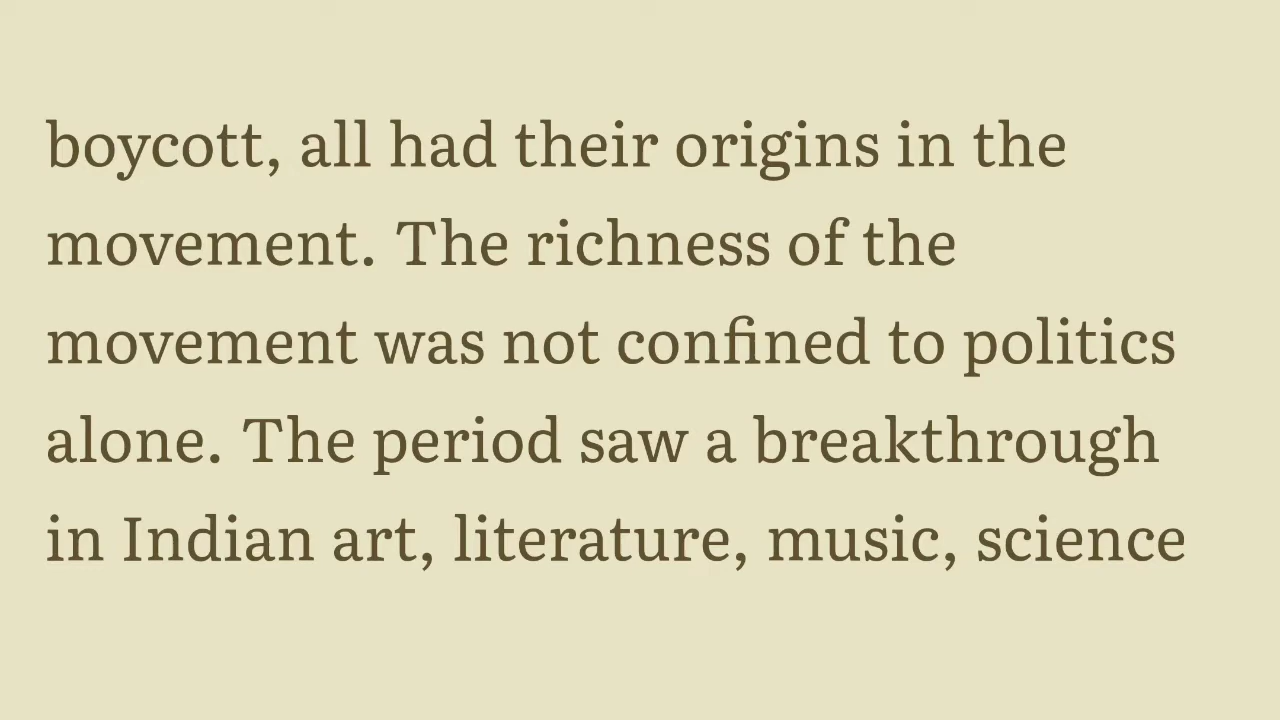 boycott, all had their origins in the
movement. The richness of the
movement was not confined to politics
alone. The period saw a breakthrough
in Indian art, literature, music, science